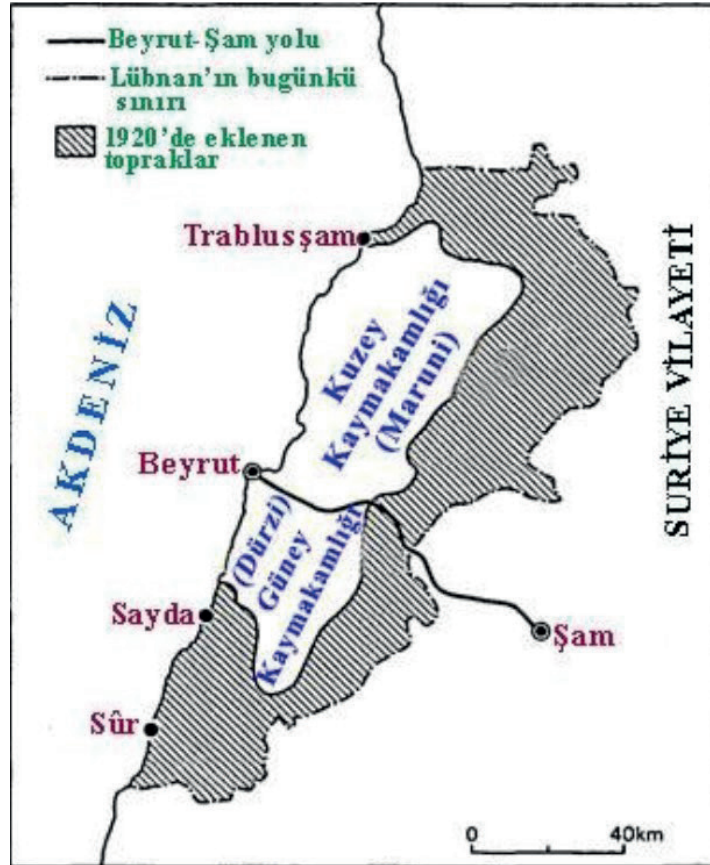 Beyrut-Şam yolu
Lübnan'ın bugünkü
sınırı
1920'de eklenen
topraklar
Trablusşam
AKDENİZ
Kuzey
Kaymakamlığı
(Maruni)
SURİYE VİLAYETİ
Beyrut
(Dürzi)
Güney
Kaymakamlığı
Sayda
Şam
Sûr
0 40km